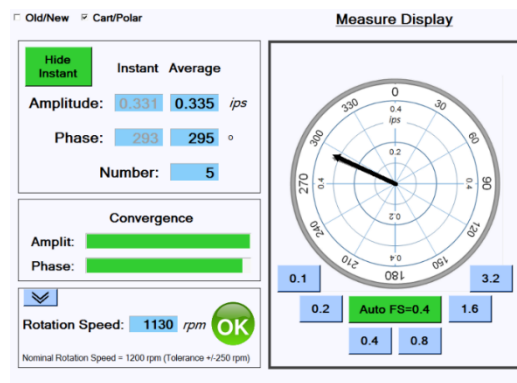 Old/New Cart/Polar
Measure Display
Hide
Instant
Instant Average
Amplitude: 0.331 0.335 ips
Phase: 293 295 °
Number: 5
Convergence
Amplit:
Phase:
Rotation Speed: 1130 rpm OK
Nominal Rotation Speed = 1200 rpm (Tolerance +/-250 rpm)
0
30
60
90
120
150
180
210
240
270
300
330
0.4
ips
0.2
0.4
0.4
0.2
0.4
0.1
3.2
0.2 Auto FS=0.4 1.6
0.4 0.8